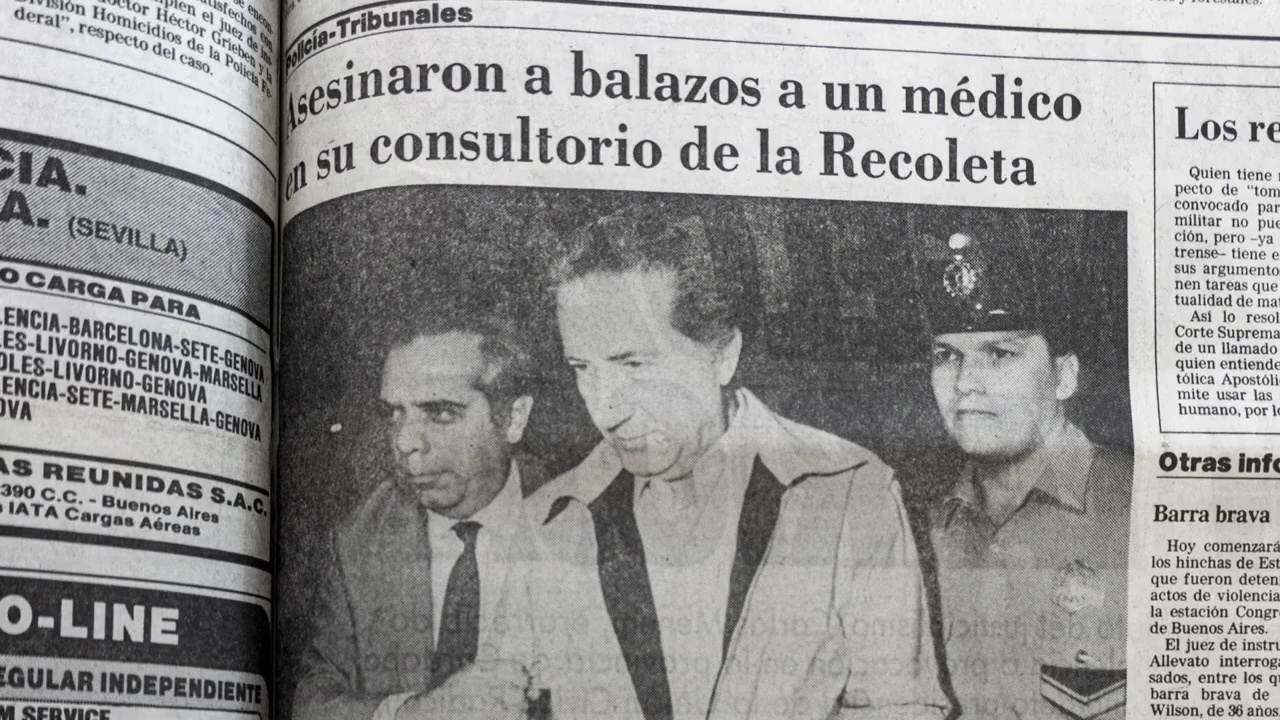 doctor Héctor Grieben y la
División Homicidios de la Policía Fe-
deral", respecto del caso.
CIA.
A. (SEVILLA)
O CARGA PARA
LENCIA-BARCELONA-SETE-GENOVA
LES-LIVORNO-GENOVA-MARSELLA
OLES-LIVORNO-GENOVA
LENCIA-SETE-MARSELLA-GENOVA
OVA
AS REUNIDAS S.A.C.
390 C.C. - Buenos Aires
IATA Cargas Aéreas
O-LINE
EGULAR INDEPENDIENTE
M SERVICE
Policía-Tribunales
Asesinaron a balazos a un médico
en su consultorio de la Recoleta
Los re
Quien tiene
pecto de "tom
convocado par
militar no pue
ción, pero -ya
trense- tiene e
sus argumento
nen tareas que
tualidad de ma
Así lo resol
Corte Suprema
de un llamado
quien entiende
tólica Apostóli
mite usar las
humano, por l
Otras info
Barra brava
Hoy comenzará
los hinchas de Est
que fueron deten
actos de violencia
la estación Congr
de Buenos Aires.
El juez de instru
Allevato interrog
sados, entre los qu
barra brava de
Wilson, de 36 años